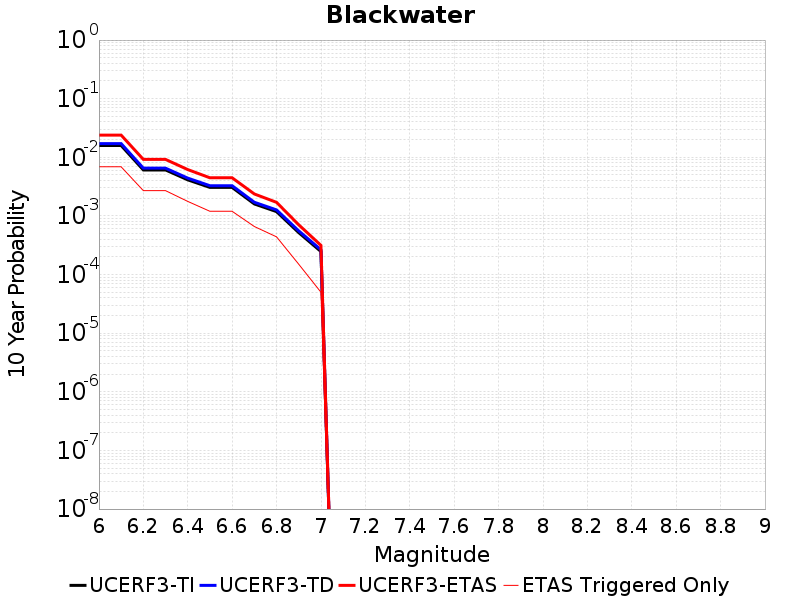 Blackwater
10 Year Probability
10^0
10^-1
10^-2
10^-3
10^-4
10^-5
10^-6
10^-7
10^-8
6 6.2 6.4 6.6 6.8 7 7.2 7.4 7.6 7.8 8 8.2 8.4 8.6 8.8 9
Magnitude
UCERF3-TI UCERF3-TD UCERF3-ETAS ETAS Triggered Only